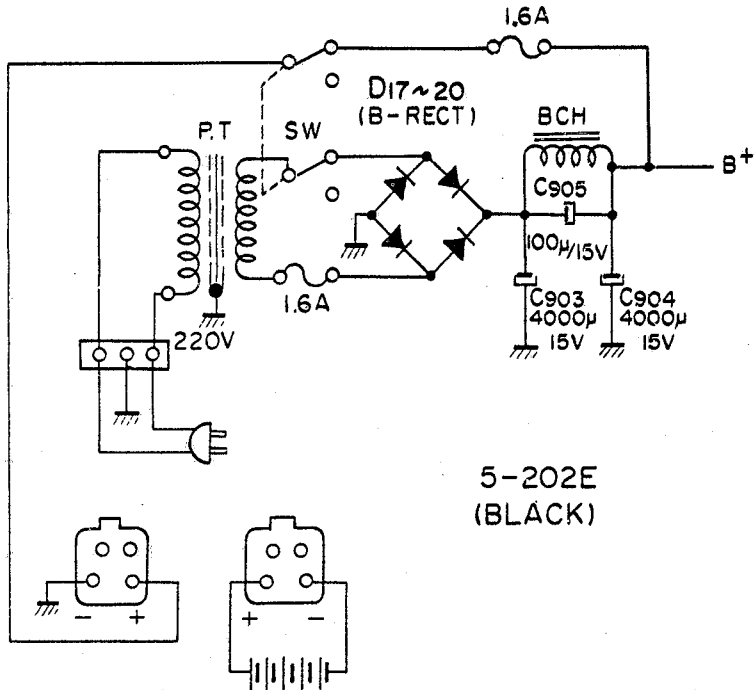 1.6A
D17~20
(B-RECT)
P.T
SW
BCH
B+
C905
100μ/15V
1.6A
C903
4000μ
15V
C904
4000μ
15V
220V
5-202E
(BLACK)
- +
+ -